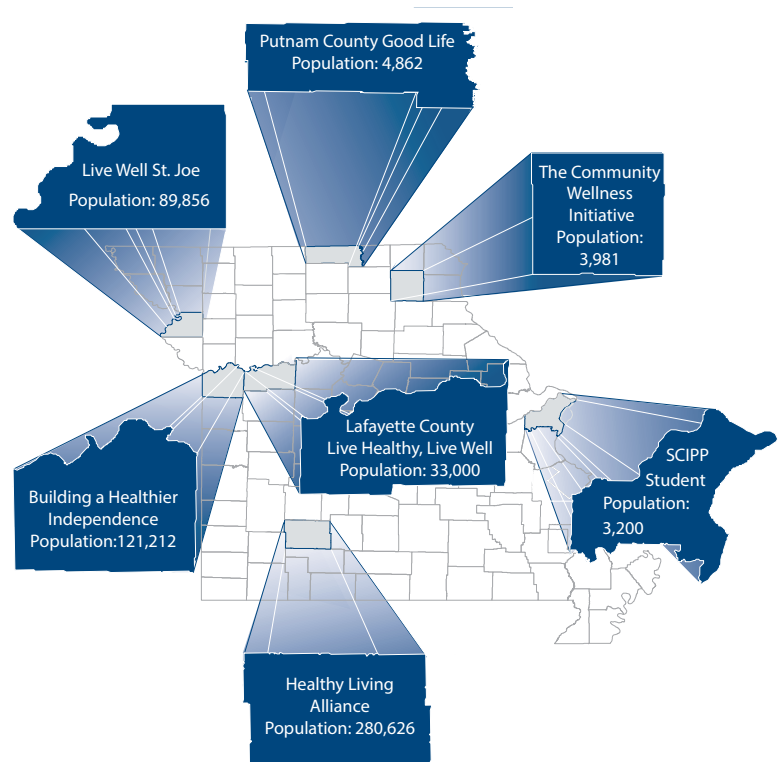 Putnam County Good Life
Population: 4,862
Live Well St. Joe
Population: 89,856
The Community
Wellness
Initiative
Population:
3,981
Lafayette County
Live Healthy, Live Well
Population: 33,000
SCIPP
Student
Population:
3,200
Building a Healthier
Independence
Population:121,212
Healthy Living
Alliance
Population: 280,626